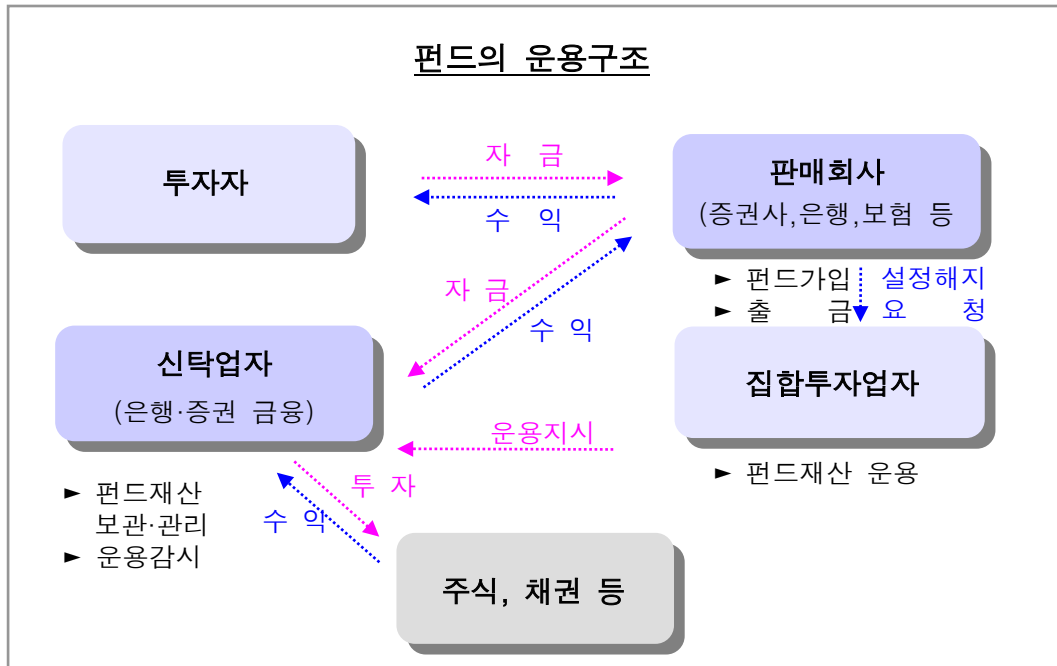 펀드의 운용구조
투자자
자 금
수 익
판매회사
(증권사,은행,보험 등
► 펀드가입
► 출 금
설정해지
요 청
자 금
수 익
신탁업자
(은행·증권 금융)
집합투자업자
운용지시
► 펀드재산 운용
► 펀드재산
보관·관리
► 운용감시
투 자
수 익
주식, 채권 등